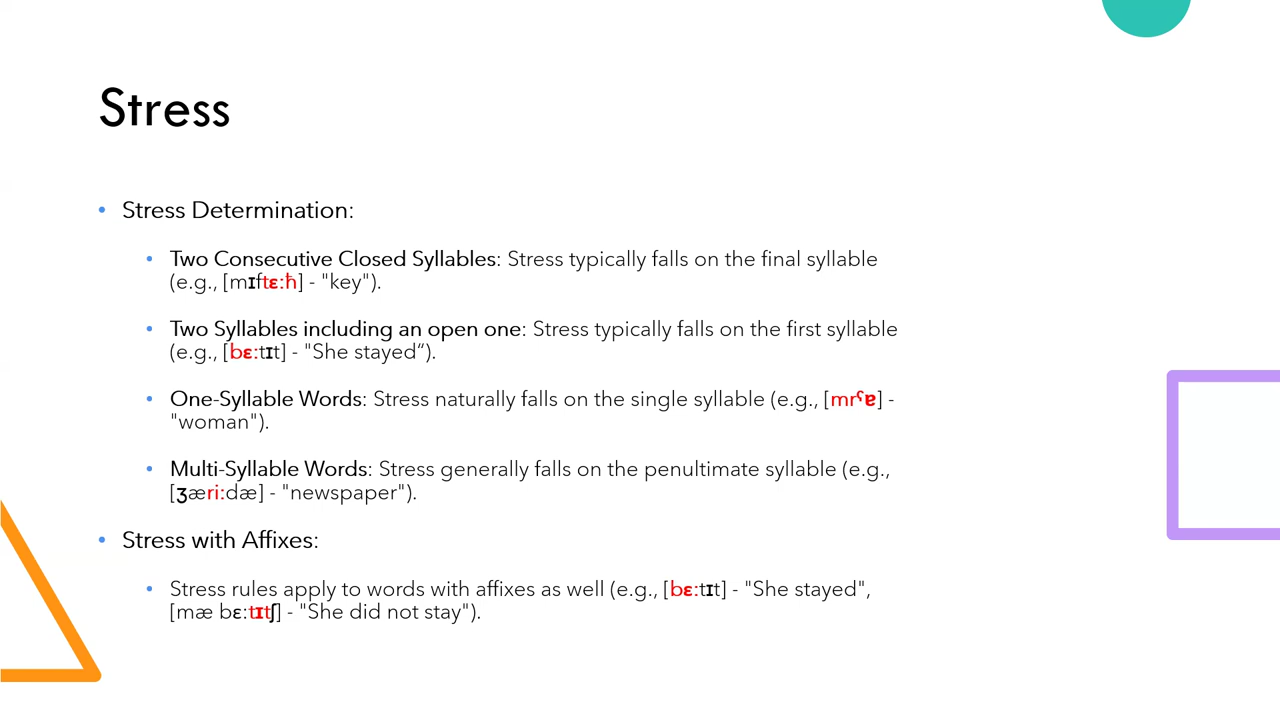 Stress
• Stress Determination:
• Two Consecutive Closed Syllables: Stress typically falls on the final syllable
(e.g., [mɪftɛːħ] - "key").
• Two Syllables including an open one: Stress typically falls on the first syllable
(e.g., [bɛːtɪt] - "She stayed“).
• One-Syllable Words: Stress naturally falls on the single syllable (e.g., [mrˤɐ] -
"woman").
• Multi-Syllable Words: Stress generally falls on the penultimate syllable (e.g.,
[ʒæri:dæ] - "newspaper").
• Stress with Affixes:
• Stress rules apply to words with affixes as well (e.g., [bɛːtɪt] - "She stayed",
[mæ bɛːtɪtʃ] - "She did not stay").